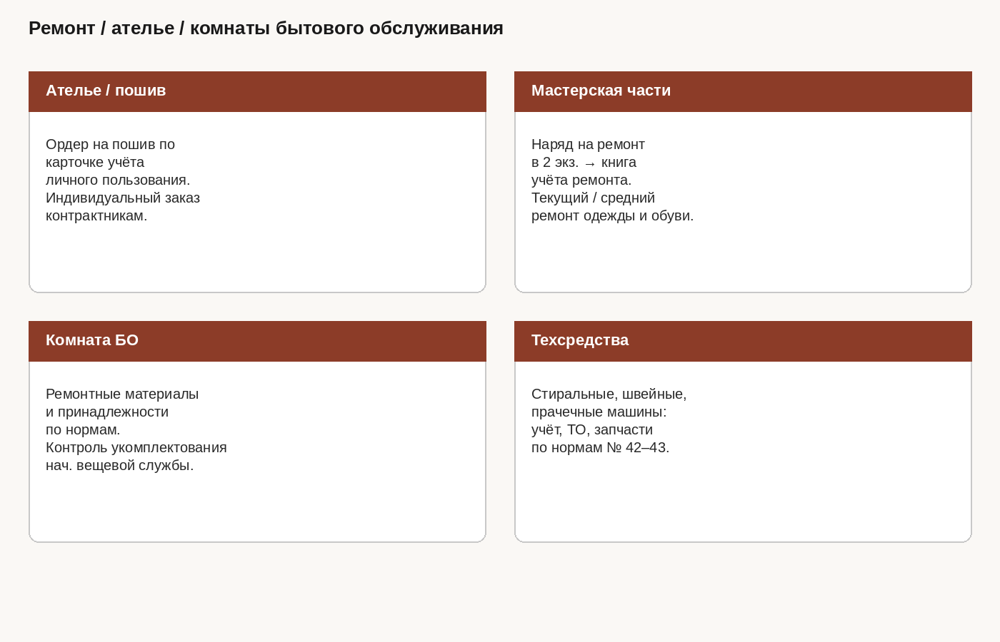 Ремонт / ателье / комнаты бытового обслуживания
Ателье / пошив
Ордер на пошив по
карточке учёта
личного пользования.
Индивидуальный заказ
контрактникам.
Мастерская части
Наряд на ремонт
в 2 экз. → книга
учёта ремонта.
Текущий / средний
ремонт одежды и обуви.
Комната БО
Ремонтные материалы
и принадлежности
по нормам.
Контроль укомплектования
нач. вещевой службы.
Техсредства
Стиральные, швейные,
прачечные машины:
учёт, ТО, запчасти
по нормам № 42–43.